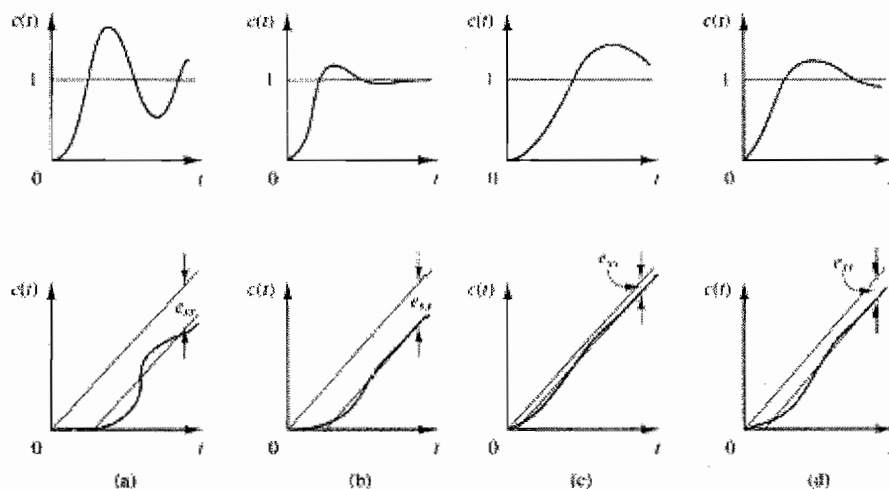 c(t) c(t) c(t) c(t)
1 1 1 1
0 t 0 t 0 t 0
c(t) c(t) c(t) c(t)
e_ss e_ss e_ss e_ss
0 t 0 t 0 t 0
(a) (b) (c) (d)